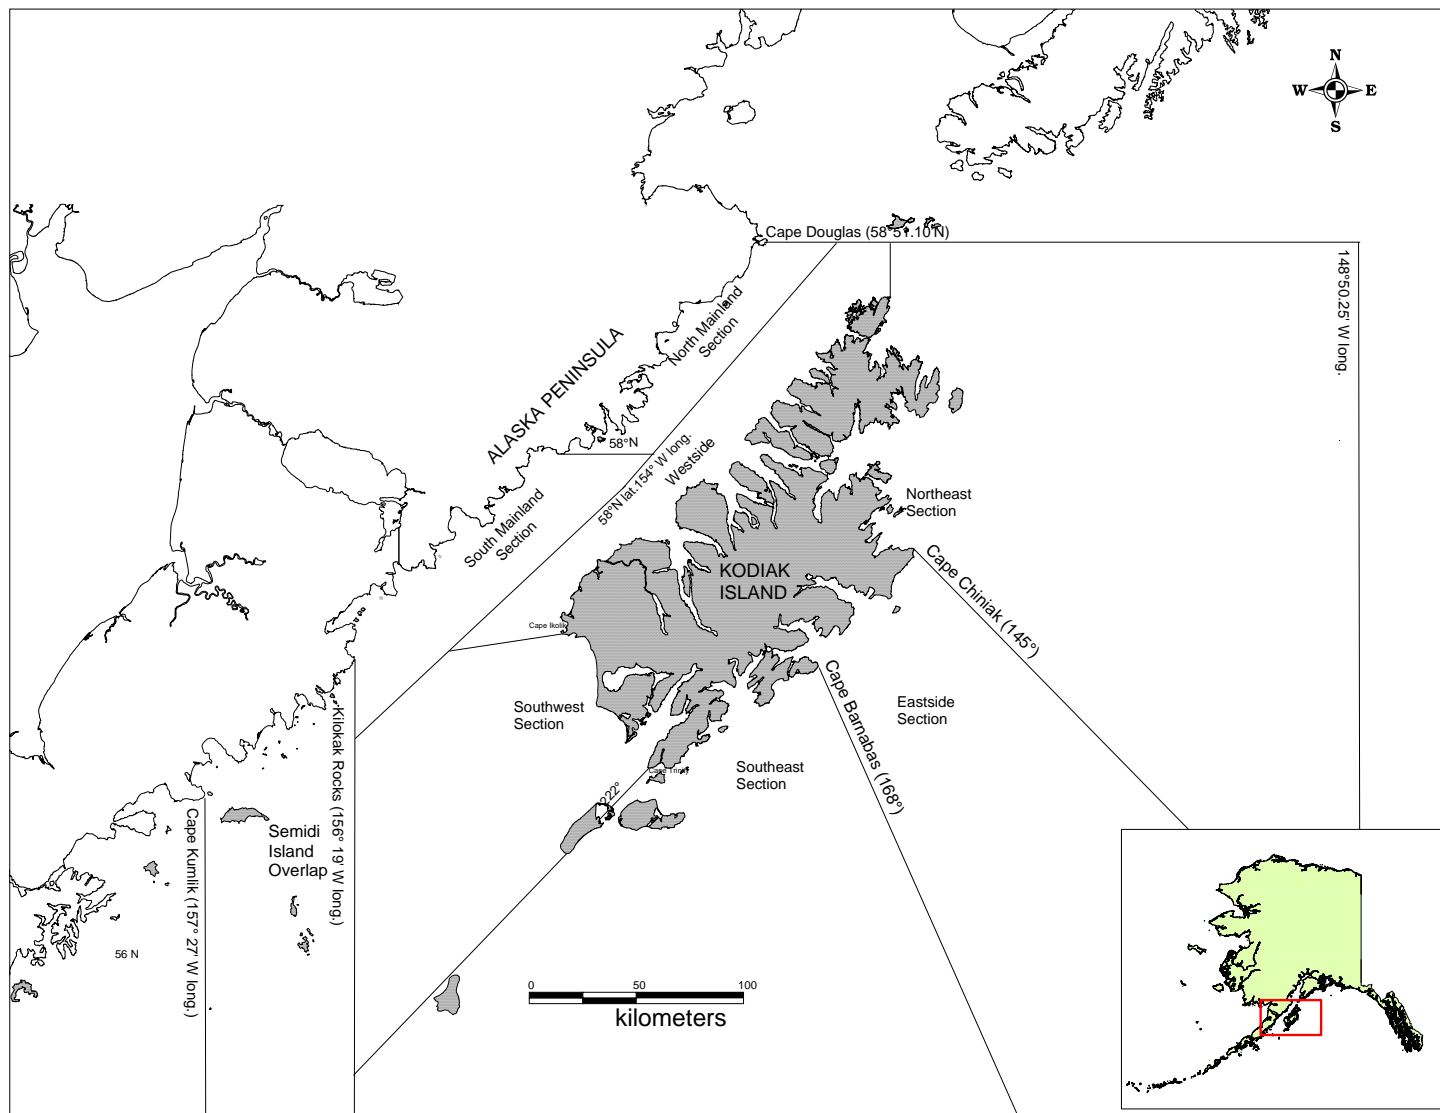 N
W E
S
Cape Douglas (58°51.10'N)
148°50.25' W long.
North Mainland
Section
ALASKA PENINSULA
58°N
58°N lat.154° W long.
Westside
South Mainland
Section
Northeast
Section
KODIAK
ISLAND
Cape Chiniak (145°)
Cape Ikolik
Cape Barnabas (168°)
Eastside
Section
Southwest
Section
Southeast
Section
Cape Trinity
222°
Kilokak Rocks (156° 19' W long.)
Cape Kumlik (157° 27' W long.)
Semidi
Island
Overlap
56 N
0 50 100
kilometers